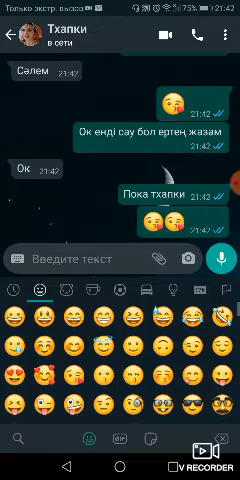 Только экстр. вызов
75%
21:42
Тхапки
в сети
Сәлем 21:42
21:42
Ок енді сау бол ертең жазам
21:42
Ок 21:42
Пока тхапки
21:42
21:42
Введите текст
GIF
V RECORDER